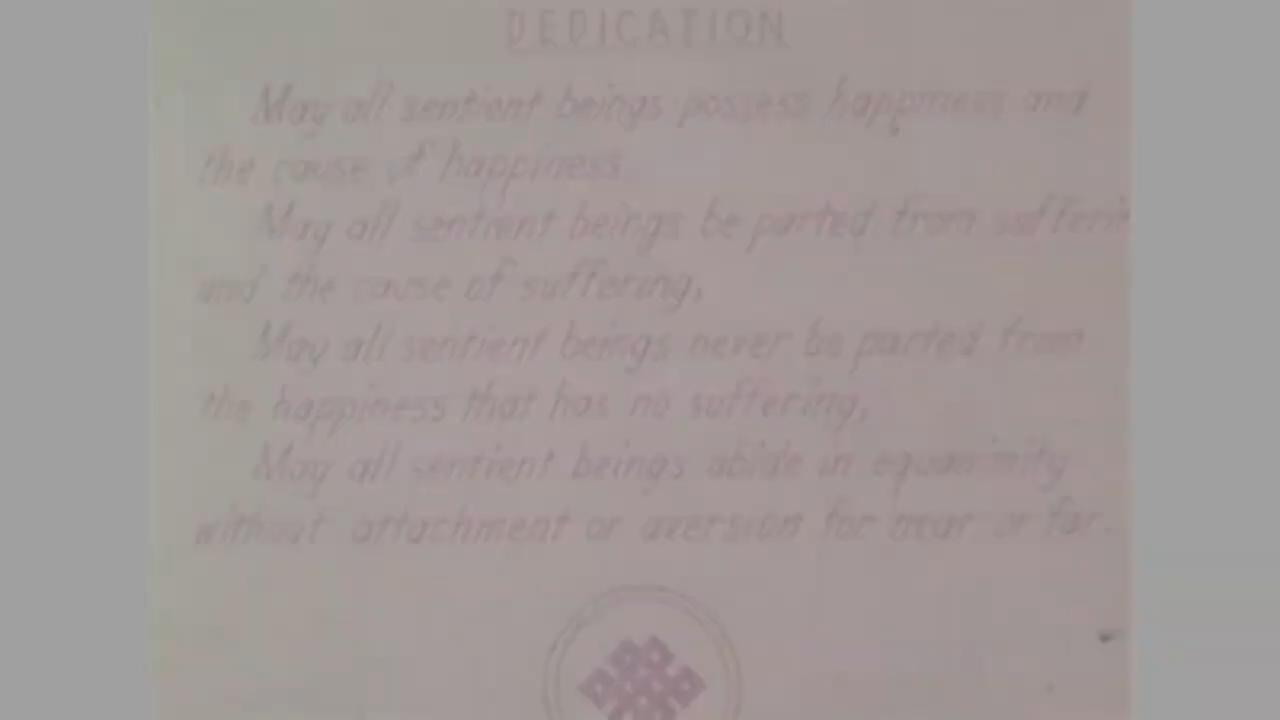 DEDICATION
May all sentient beings possess happiness and
the cause of happiness
May all sentient beings be parted from sufferin
and the cause of suffering,
May all sentient beings never be parted from
the happiness that has no suffering,
May all sentient beings abide in equanimity
without attachment or aversion for near or far.